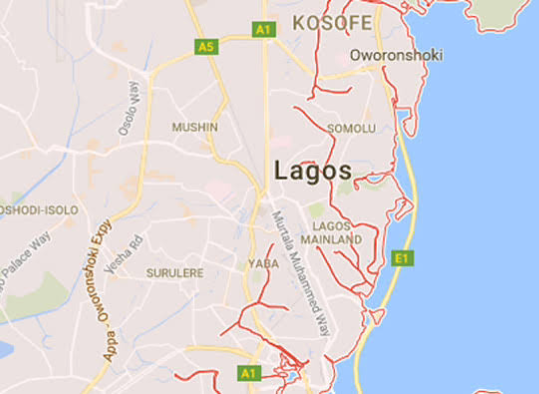 KOSOFE
A1
A5
Oworonshoki
Osolo Way
MUSHIN
SOMOLU
Lagos
OSHODI-ISOLO
LAGOS
MAINLAND
Murtala Muhammed Way
Appa - Oworonshoki Expy
Yesha Rd
Palace Way
YABA
E1
SURULERE
A1